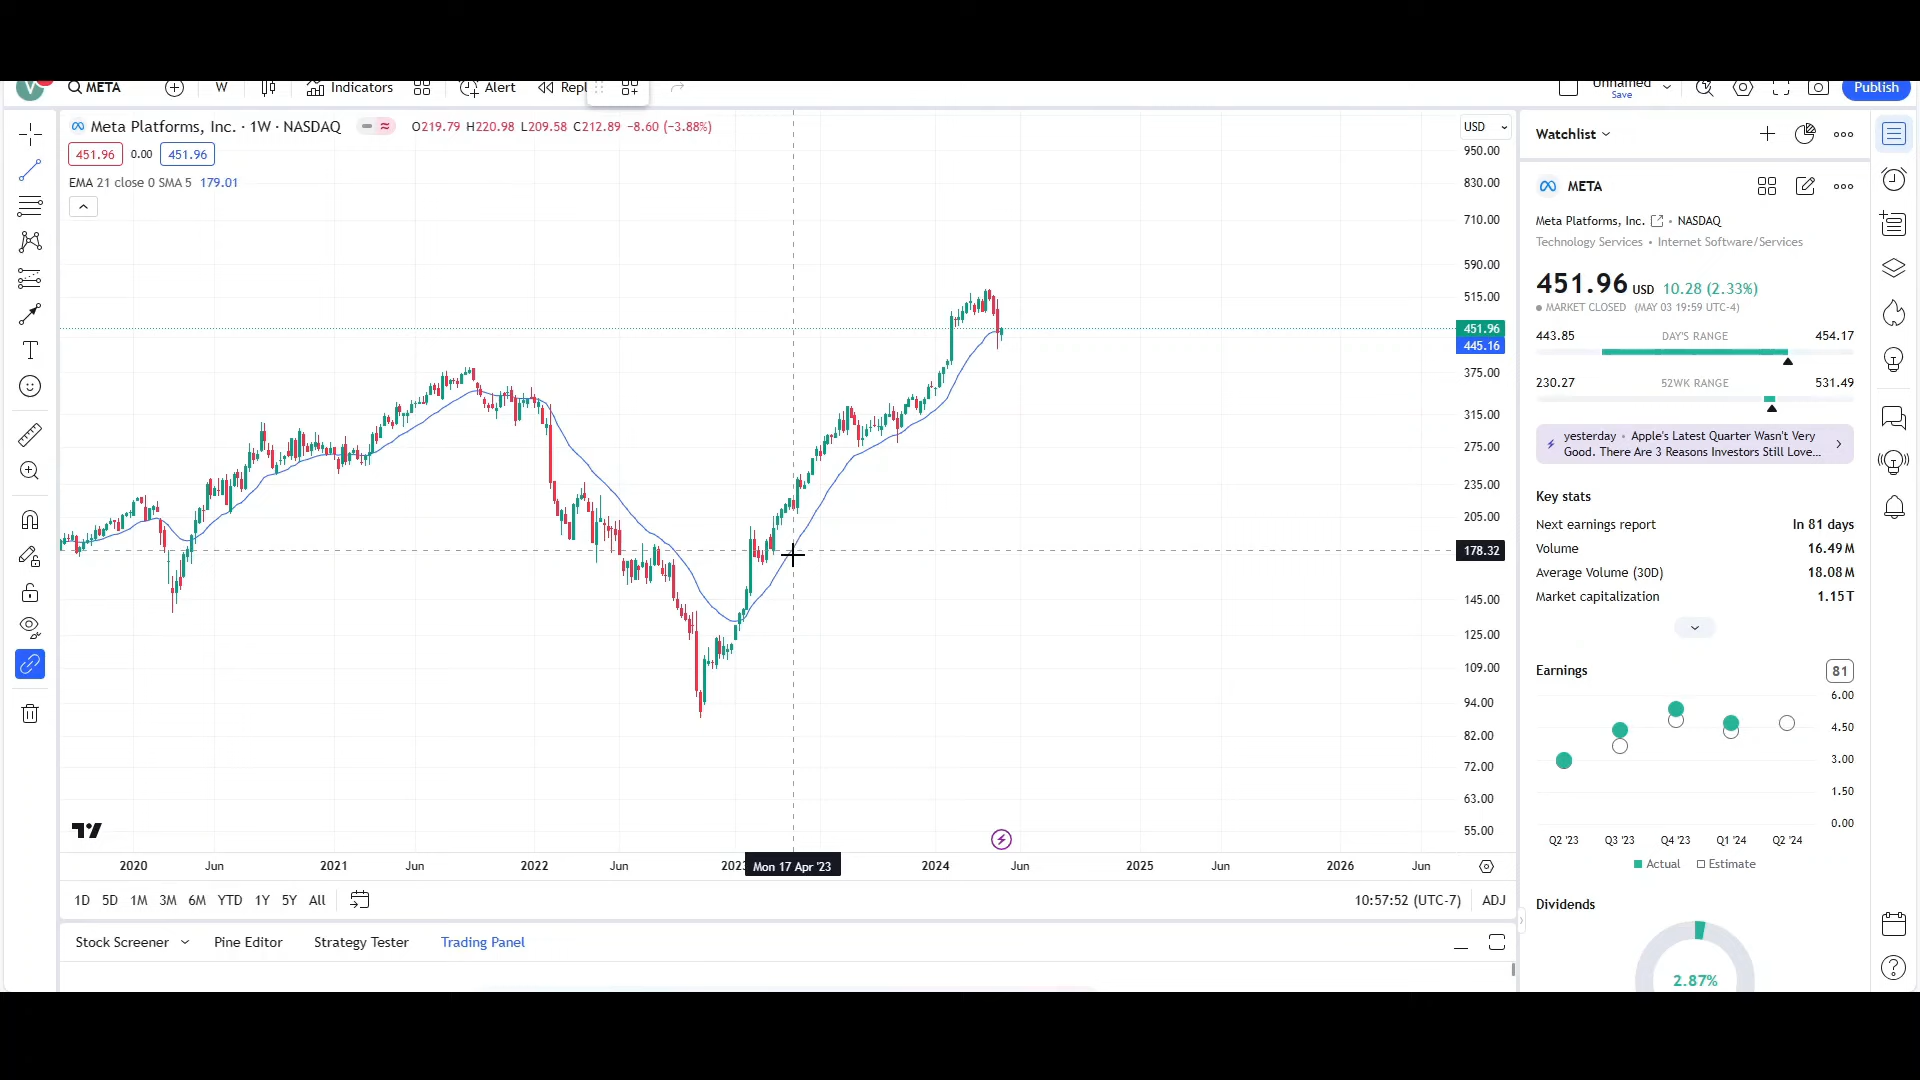 V META W Indicators Alert Repl Unnamed Save Publish
Meta Platforms, Inc. · 1W · NASDAQ O219.79 H220.98 L209.58 C212.89 −8.60 (−3.88%)
451.96 0.00 451.96
EMA 21 close 0 SMA 5 179.01
USD
950.00
830.00
710.00
590.00
515.00
451.96
445.16
375.00
315.00
275.00
235.00
205.00
178.32
145.00
125.00
109.00
94.00
82.00
72.00
63.00
55.00
2020 Jun 2021 Jun 2022 Jun 2023 Mon 17 Apr '23 2024 Jun 2025 Jun 2026 Jun
1D 5D 1M 3M 6M YTD 1Y 5Y All 10:57:52 (UTC-7) ADJ
Stock Screener Pine Editor Strategy Tester Trading Panel
Watchlist
META
Meta Platforms, Inc. • NASDAQ
Technology Services • Internet Software/Services
451.96 USD 10.28 (2.33%)
MARKET CLOSED (MAY 03 19:59 UTC-4)
443.85 DAY'S RANGE 454.17
230.27 52WK RANGE 531.49
yesterday • Apple's Latest Quarter Wasn't Very
Good. There Are 3 Reasons Investors Still Love...
Key stats
Next earnings report In 81 days
Volume 16.49M
Average Volume (30D) 18.08M
Market capitalization 1.15T
Earnings 81
6.00
4.50
3.00
1.50
0.00
Q2 '23 Q3 '23 Q4 '23 Q1 '24 Q2 '24
Actual Estimate
Dividends
2.87%